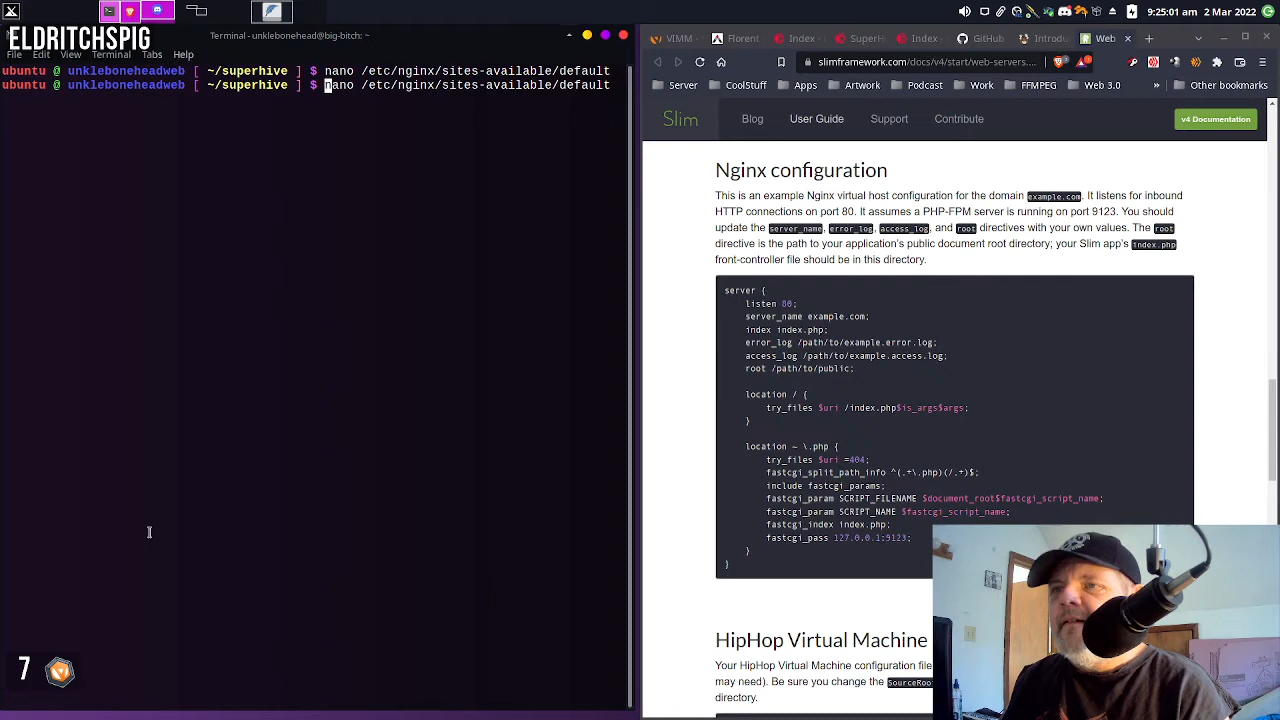 9:25:01 am 2 Mar 2022
ELDRITCHSPIG
Terminal - unklebonehead@big-bitch: ~
File Edit View Terminal Tabs Help
ubuntu @ unkleboneheadweb [ ~/superhive ] $ nano /etc/nginx/sites-available/default
ubuntu @ unkleboneheadweb [ ~/superhive ] $ nano /etc/nginx/sites-available/default
7
VIMM Florent Index - SuperH Index - GitHub Introdu Web
slimframework.com/docs/v4/start/web-servers....
Server CoolStuff Apps Artwork Podcast Work FFMPEG Web 3.0 Other bookmarks
Slim Blog User Guide Support Contribute v4 Documentation
Nginx configuration
This is an example Nginx virtual host configuration for the domain example.com. It listens for inbound
HTTP connections on port 80. It assumes a PHP-FPM server is running on port 9123. You should
update the server_name, error_log, access_log, and root directives with your own values. The root
directive is the path to your application's public document root directory; your Slim app's index.php
front-controller file should be in this directory.
server {
listen 80;
server_name example.com;
index index.php;
error_log /path/to/example.error.log;
access_log /path/to/example.access.log;
root /path/to/public;
location / {
try_files $uri /index.php$is_args$args;
}
location ~ \.php {
try_files $uri =404;
fastcgi_split_path_info ^(.+\.php)(/.+)$;
include fastcgi_params;
fastcgi_param SCRIPT_FILENAME $document_root$fastcgi_script_name;
fastcgi_param SCRIPT_NAME $fastcgi_script_name;
fastcgi_index index.php;
fastcgi_pass 127.0.0.1:9123;
}
}
HipHop Virtual Machine
Your HipHop Virtual Machine configuration file
may need). Be sure you change the SourceRoot
directory.